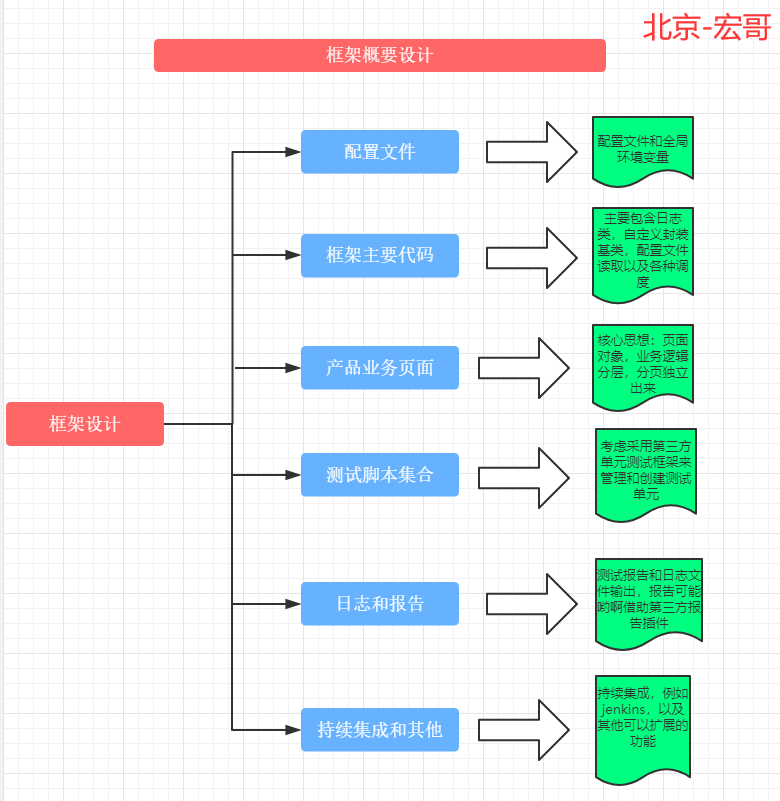 北京-宏哥
框架概要设计
配置文件
配置文件和全局
环境变量
框架主要代码
主要包含日志
类，自定义封装
基类，配置文件
读取以及各种调
度
产品业务页面
核心思想：页面
对象，业务逻辑
分层，分页独立
出来
框架设计
测试脚本集合
考虑采用第三方
单元测试框架来
管理和创建测试
单元
日志和报告
测试报告和日志文
件输出，报告可能
哟啊借助第三方报
告插件
持续集成和其他
持续集成，例如
jenkins，以及
其他可以扩展的
功能